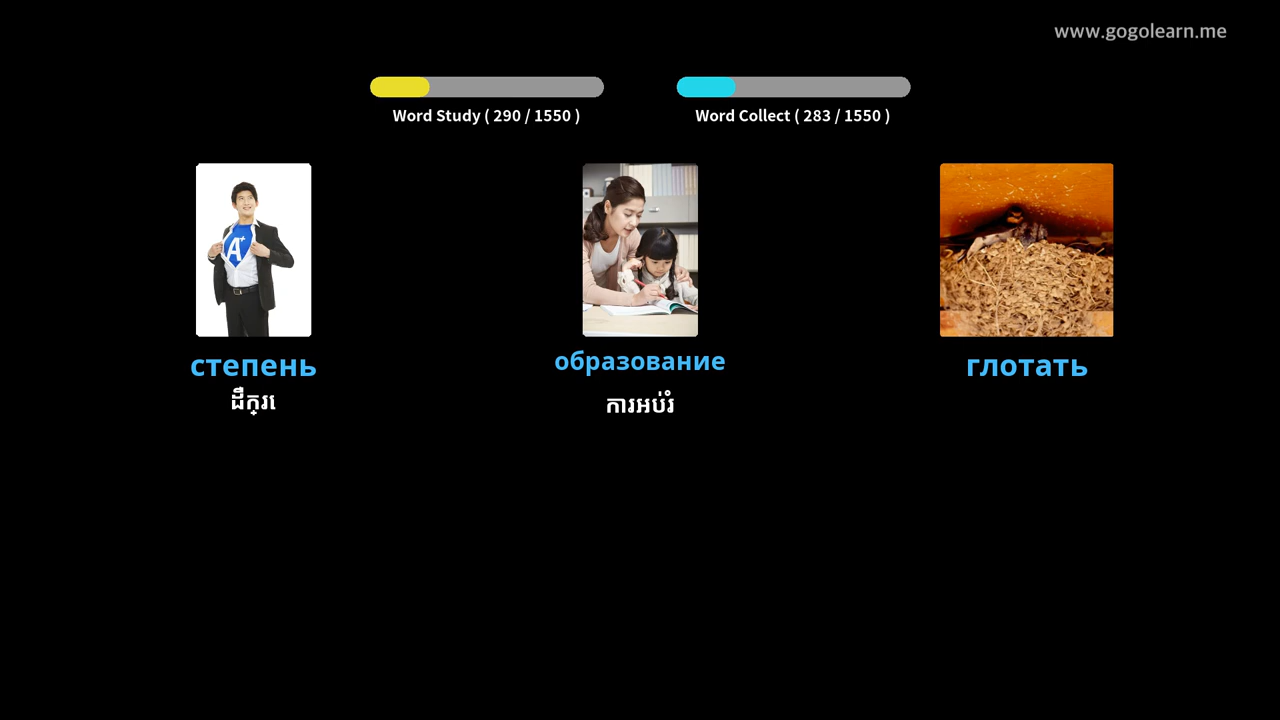 www.gogolearn.me
Word Study ( 290 / 1550 )
Word Collect ( 283 / 1550 )
A+
степень
образование
глотать
ដឺក្រេ
ការអប់រំ